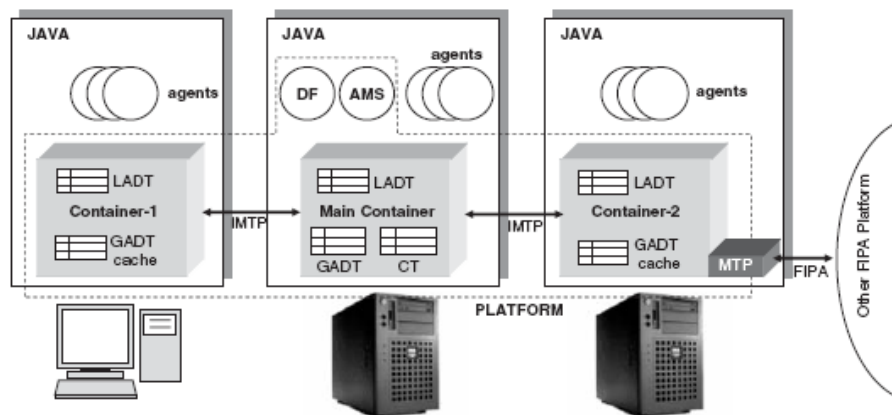 JAVA
agents
LADT
Container-1
GADT
cache
IMTP
JAVA
DF
AMS
agents
LADT
Main Container
GADT
CT
IMTP
JAVA
agents
LADT
Container-2
GADT
cache
MTP
FIPA
PLATFORM
Other FIPA Platform